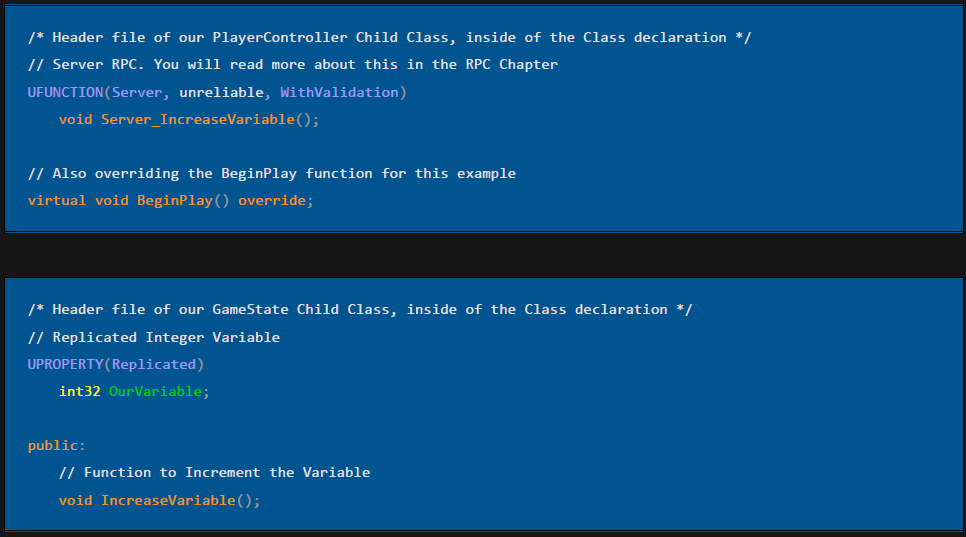 /* Header file of our PlayerController Child Class, inside of the Class declaration */
// Server RPC. You will read more about this in the RPC Chapter
UFUNCTION(Server, unreliable, WithValidation)
void Server_IncreaseVariable();
// Also overriding the BeginPlay function for this example
virtual void BeginPlay() override;
/* Header file of our GameState Child Class, inside of the Class declaration */
// Replicated Integer Variable
UPROPERTY(Replicated)
int32 OurVariable;
public:
// Function to Increment the Variable
void IncreaseVariable();